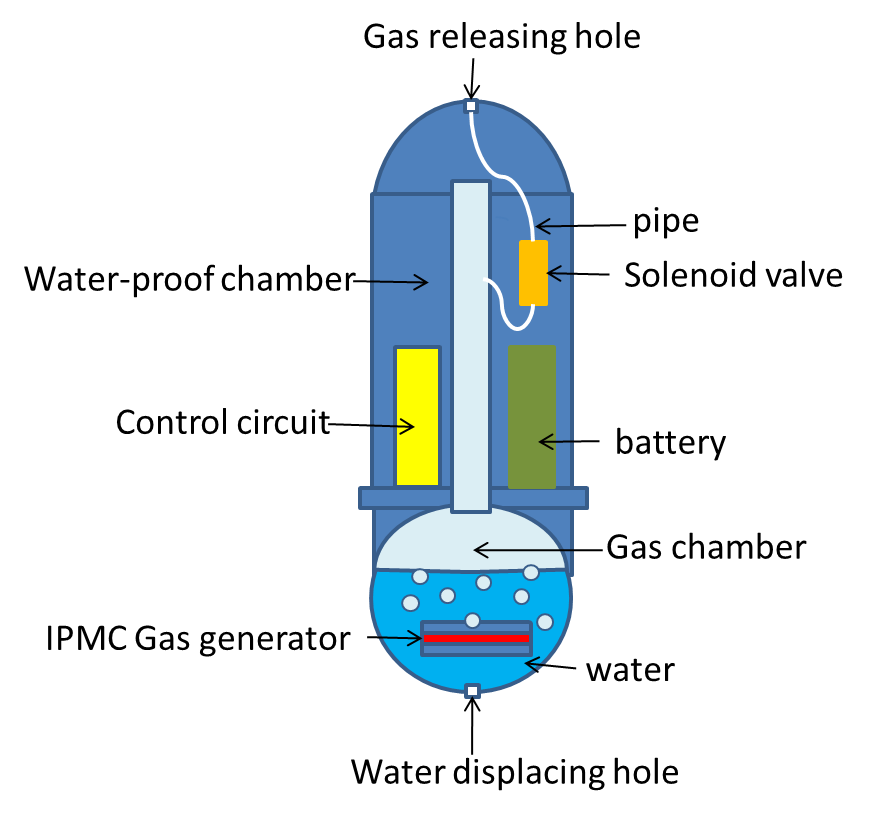 Gas releasing hole
pipe
Solenoid valve
Water-proof chamber
Control circuit
battery
Gas chamber
IPMC Gas generator
water
Water displacing hole